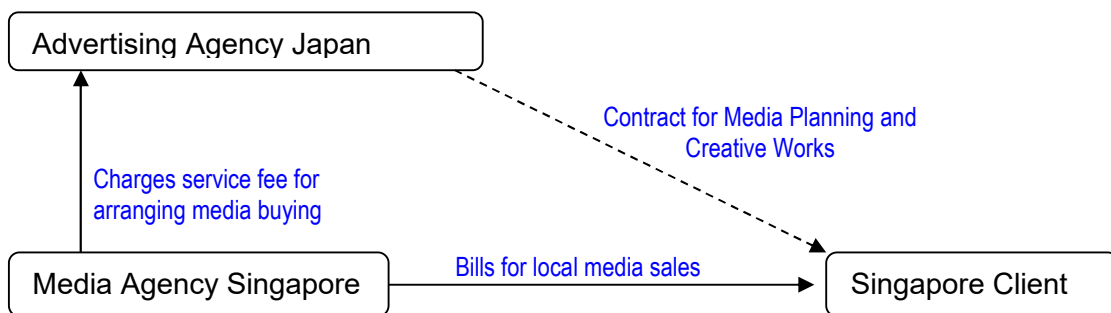 Advertising Agency Japan
Contract for Media Planning and
Creative Works
Charges service fee for
arranging media buying
Media Agency Singapore
Bills for local media sales
Singapore Client